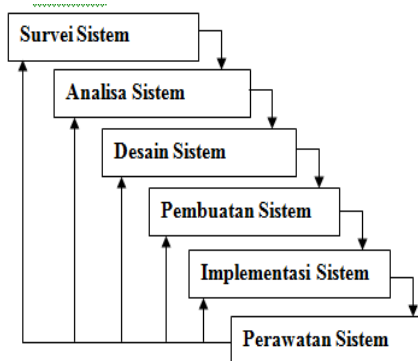 Survei Sistem
Analisa Sistem
Desain Sistem
Pembuatan Sistem
Implementasi Sistem
Perawatan Sistem